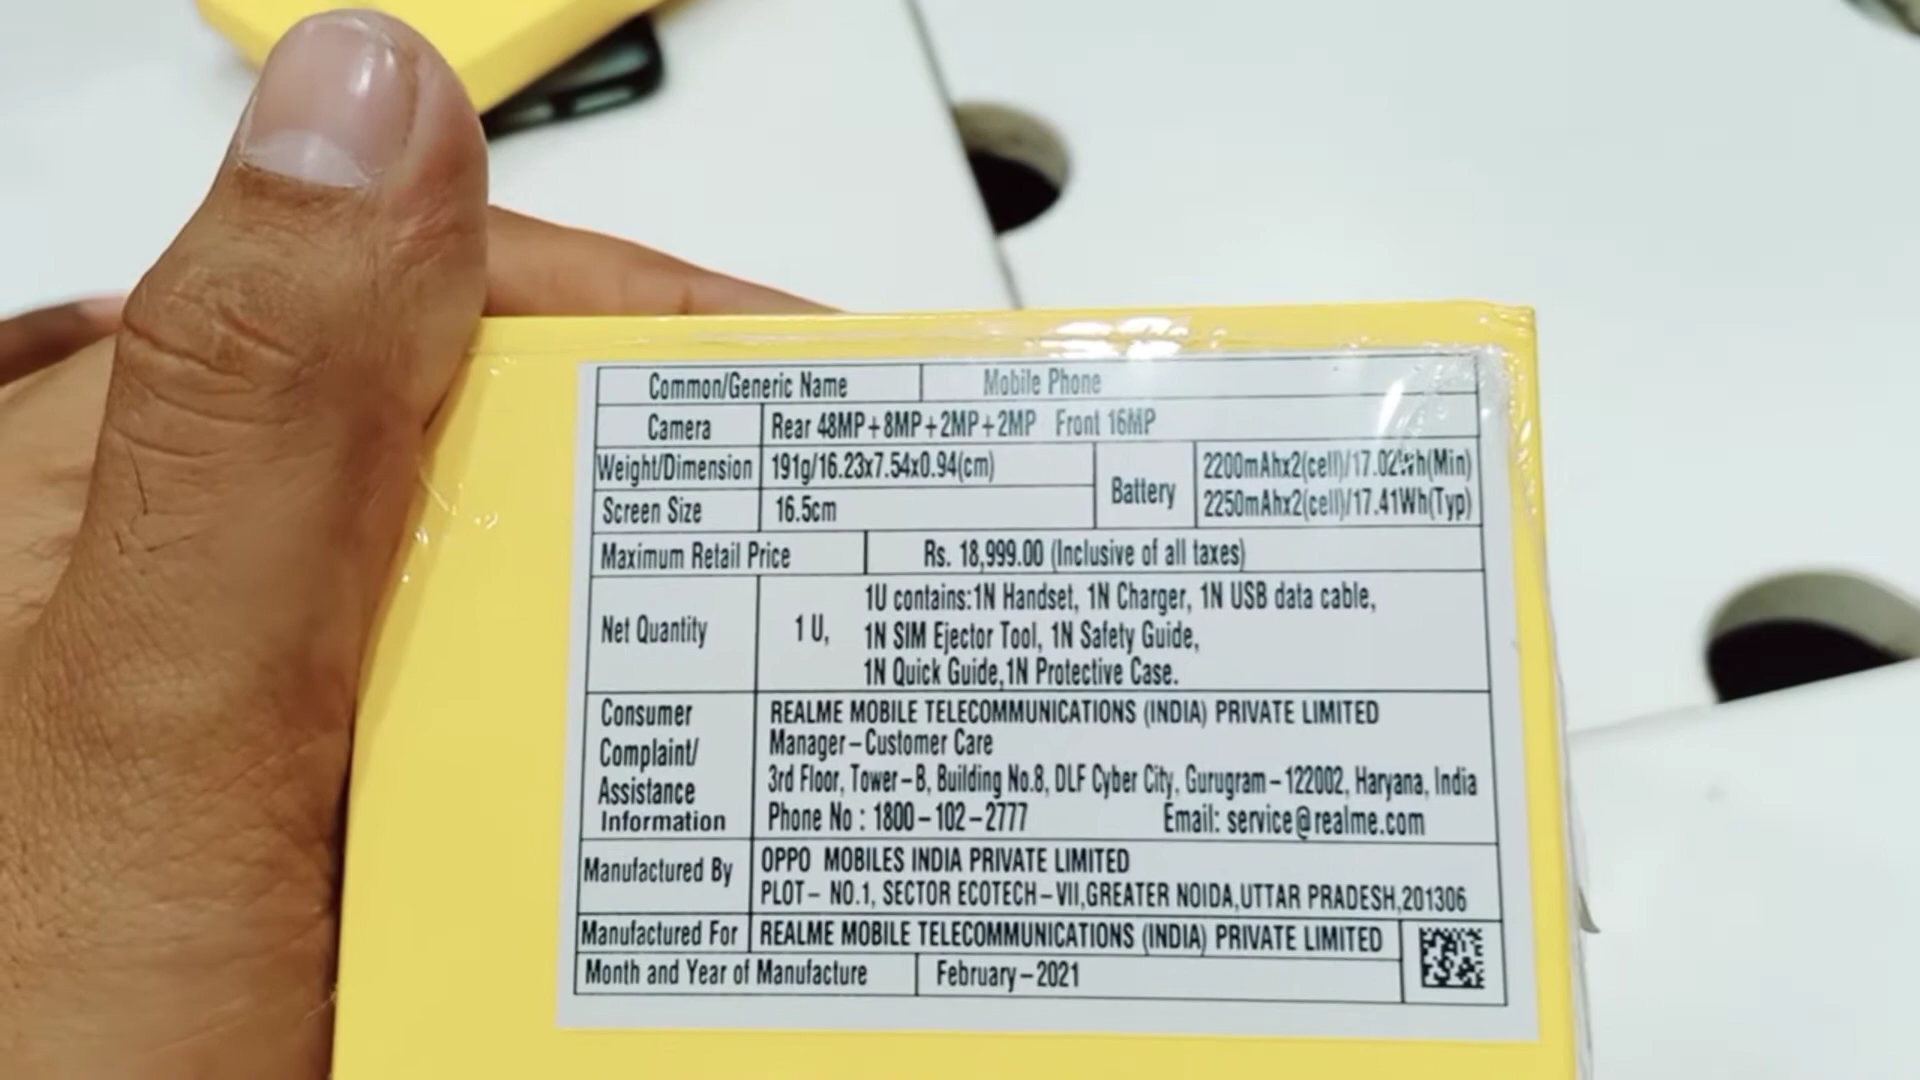 Common/Generic Name Mobile Phone
Camera Rear 48MP+8MP+2MP+2MP Front 16MP
Weight/Dimension 191g/16.23x7.54x0.94(cm)
Screen Size 16.5cm
Battery 2200mAhx2(cell)/17.02Wh(Min)
2250mAhx2(cell)/17.41Wh(Typ)
Maximum Retail Price Rs. 18,999.00 (Inclusive of all taxes)
Net Quantity 1 U, 1U contains:1N Handset, 1N Charger, 1N USB data cable,
1N SIM Ejector Tool, 1N Safety Guide,
1N Quick Guide,1N Protective Case.
Consumer
Complaint/
Assistance
Information
REALME MOBILE TELECOMMUNICATIONS (INDIA) PRIVATE LIMITED
Manager–Customer Care
3rd Floor, Tower–B, Building No.8, DLF Cyber City, Gurugram–122002, Haryana, India
Phone No : 1800–102–2777 Email: service@realme.com
Manufactured By OPPO MOBILES INDIA PRIVATE LIMITED
PLOT– NO.1, SECTOR ECOTECH–VII,GREATER NOIDA,UTTAR PRADESH,201306
Manufactured For REALME MOBILE TELECOMMUNICATIONS (INDIA) PRIVATE LIMITED
Month and Year of Manufacture February–2021